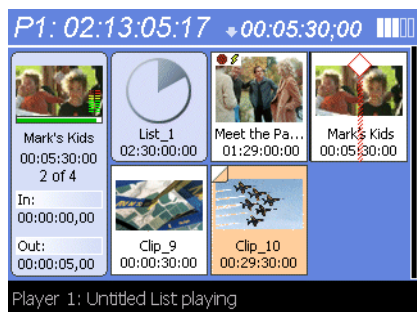 P1: 02:13:05:17 00:05:30;00
Mark's Kids
00:05:30:00
2 of 4
In:
00:00:00,00
Out:
00:00:05,00
List_1
02:30:00:00
Meet the Pa...
01:29:00:00
Mark's Kids
00:05:30:00
Clip_9
00:00:30:00
Clip_10
00:29:30:00
Player 1: Untitled List playing